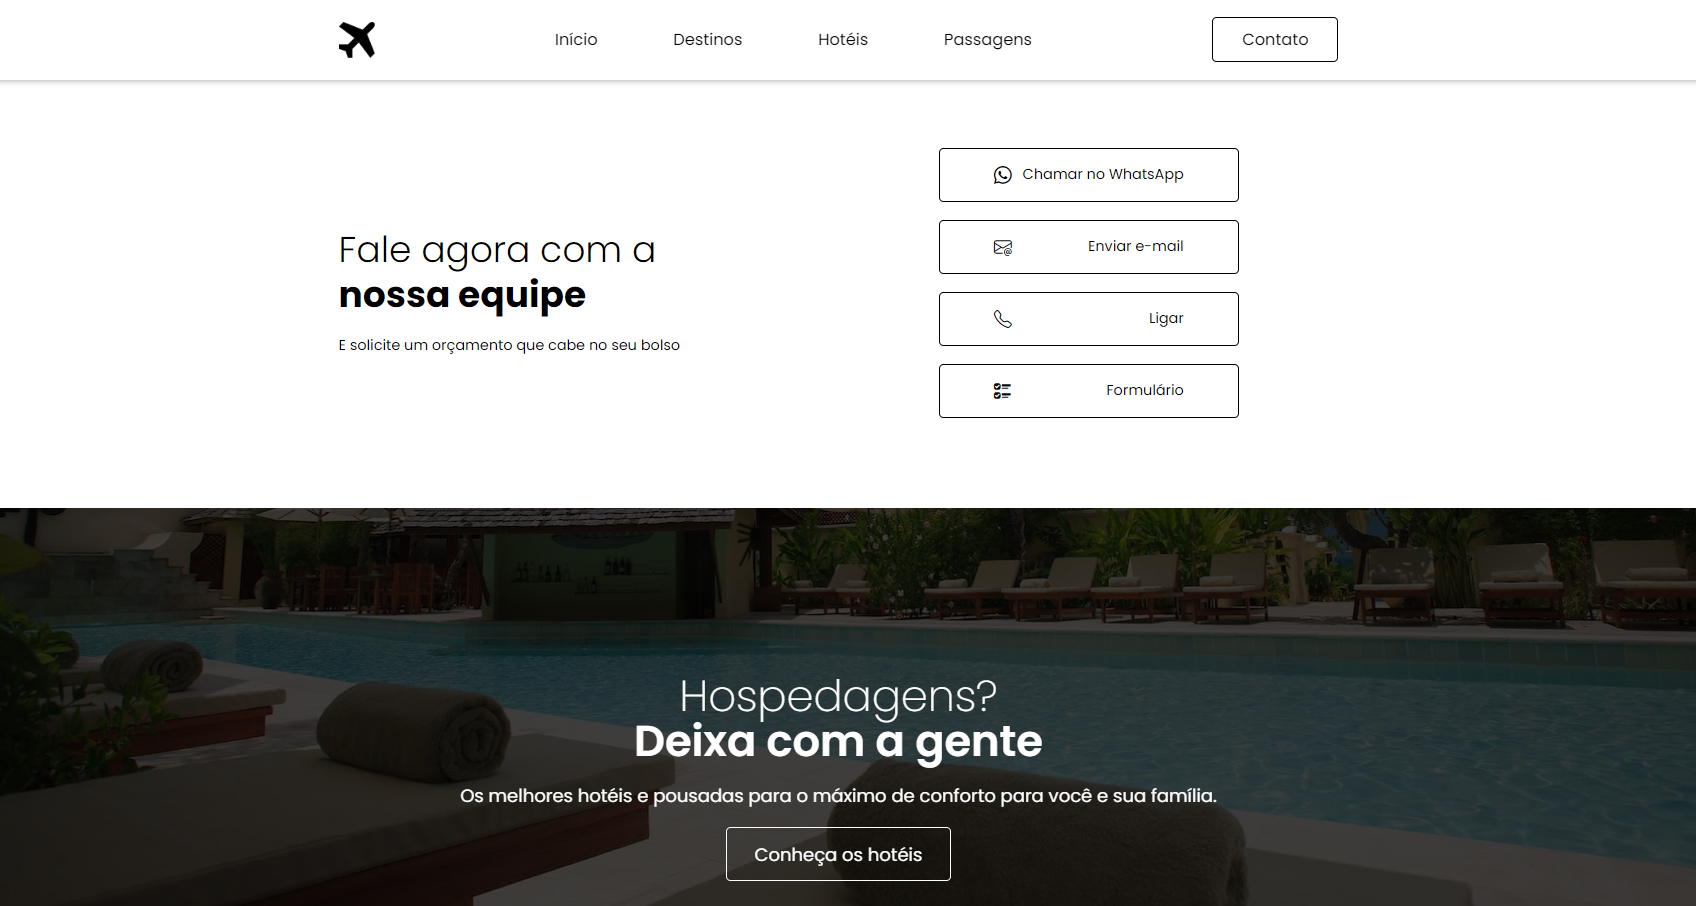 Início
Destinos
Hotéis
Passagens
Contato
Fale agora com a
nossa equipe
E solicite um orçamento que cabe no seu bolso
Chamar no WhatsApp
Enviar e-mail
Ligar
Formulário
Hospedagens?
Deixa com a gente
Os melhores hotéis e pousadas para o máximo de conforto para você e sua família.
Conheça os hotéis